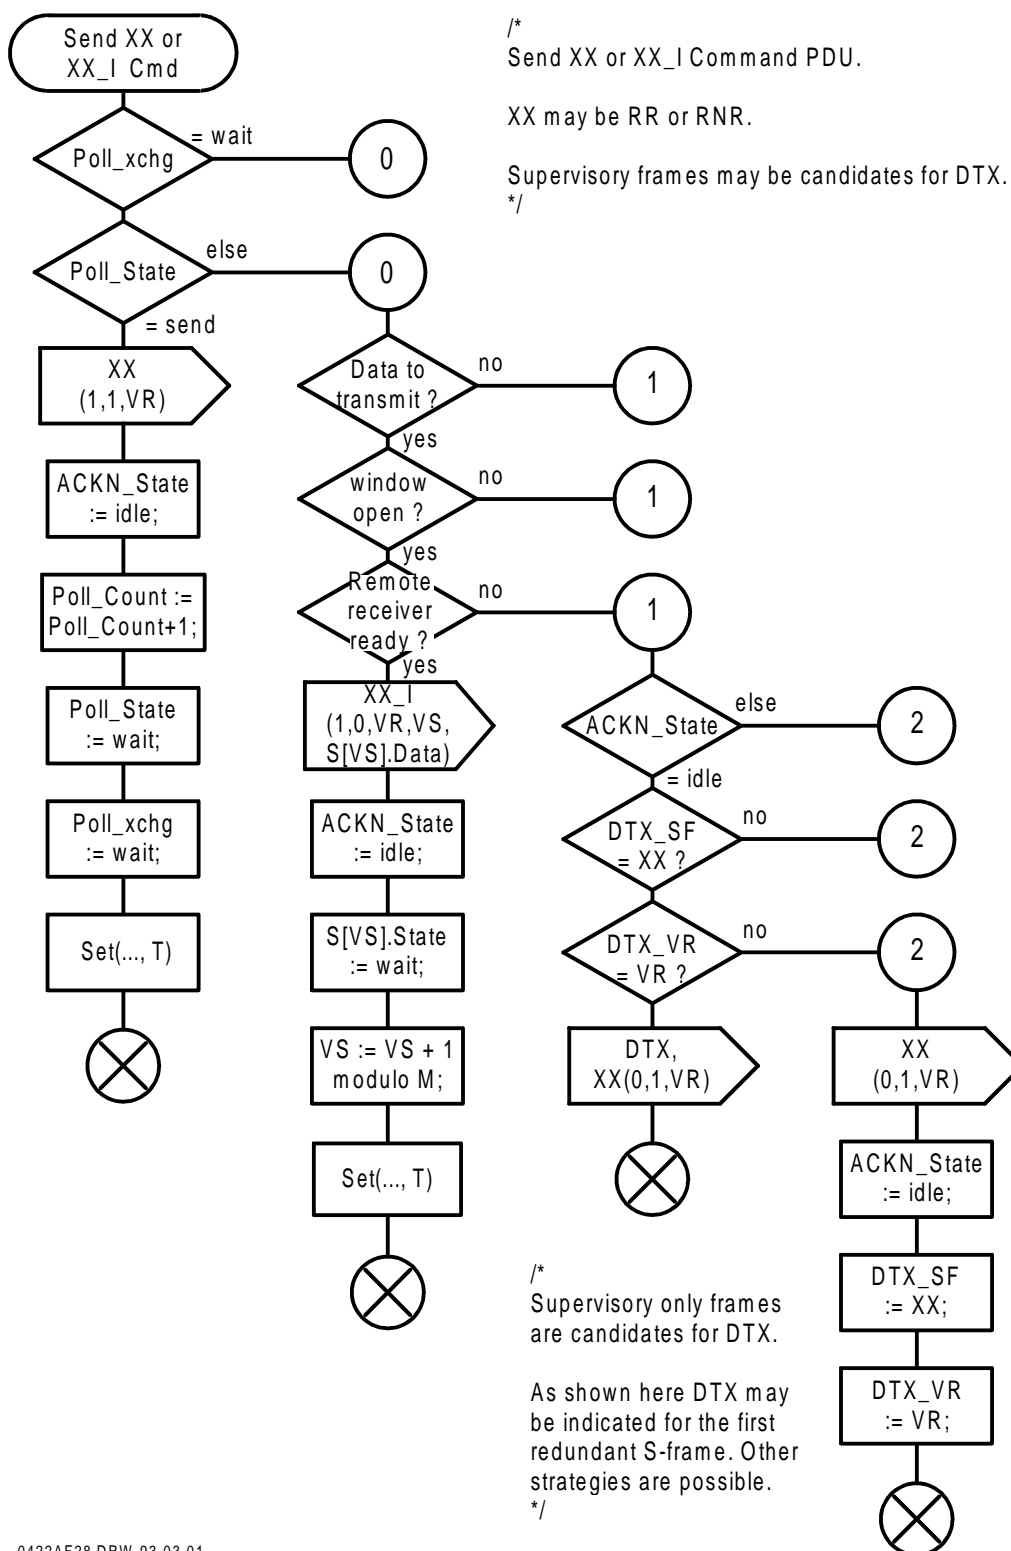 Send XX or
XX_I Cmd
/*
Send XX or XX_I Command PDU.
XX may be RR or RNR.
Supervisory frames may be candidates for DTX.
*/
Poll_xchg
= wait
0
Poll_State
else
0
= send
XX
(1,1,VR)
ACKN_State
:= idle;
Poll_Count :=
Poll_Count+1;
Poll_State
:= wait;
Poll_xchg
:= wait;
Set(..., T)
Data to
transmit ?
no
1
yes
window
open ?
no
1
yes
Remote
receiver
ready ?
no
1
yes
XX_I
(1,0,VR,VS,
S[VS].Data)
ACKN_State
:= idle;
S[VS].State
:= wait;
VS := VS + 1
modulo M;
Set(..., T)
ACKN_State
else
2
= idle
DTX_SF
= XX ?
no
2
DTX_VR
= VR ?
no
2
DTX,
XX(0,1,VR)
XX
(0,1,VR)
ACKN_State
:= idle;
DTX_SF
:= XX;
DTX_VR
:= VR;
/*
Supervisory only frames
are candidates for DTX.
As shown here DTX may
be indicated for the first
redundant S-frame. Other
strategies are possible.
*/